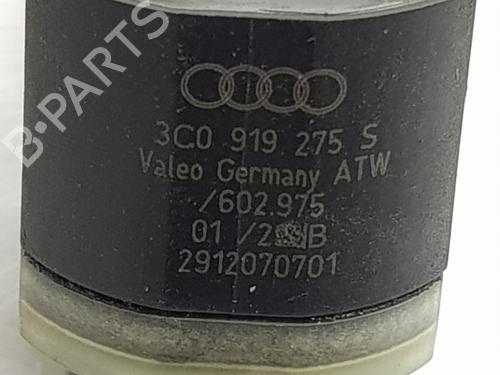 B·PARTS
3C0 919 275 S
Valeo Germany ATW
/602.975
2912070701